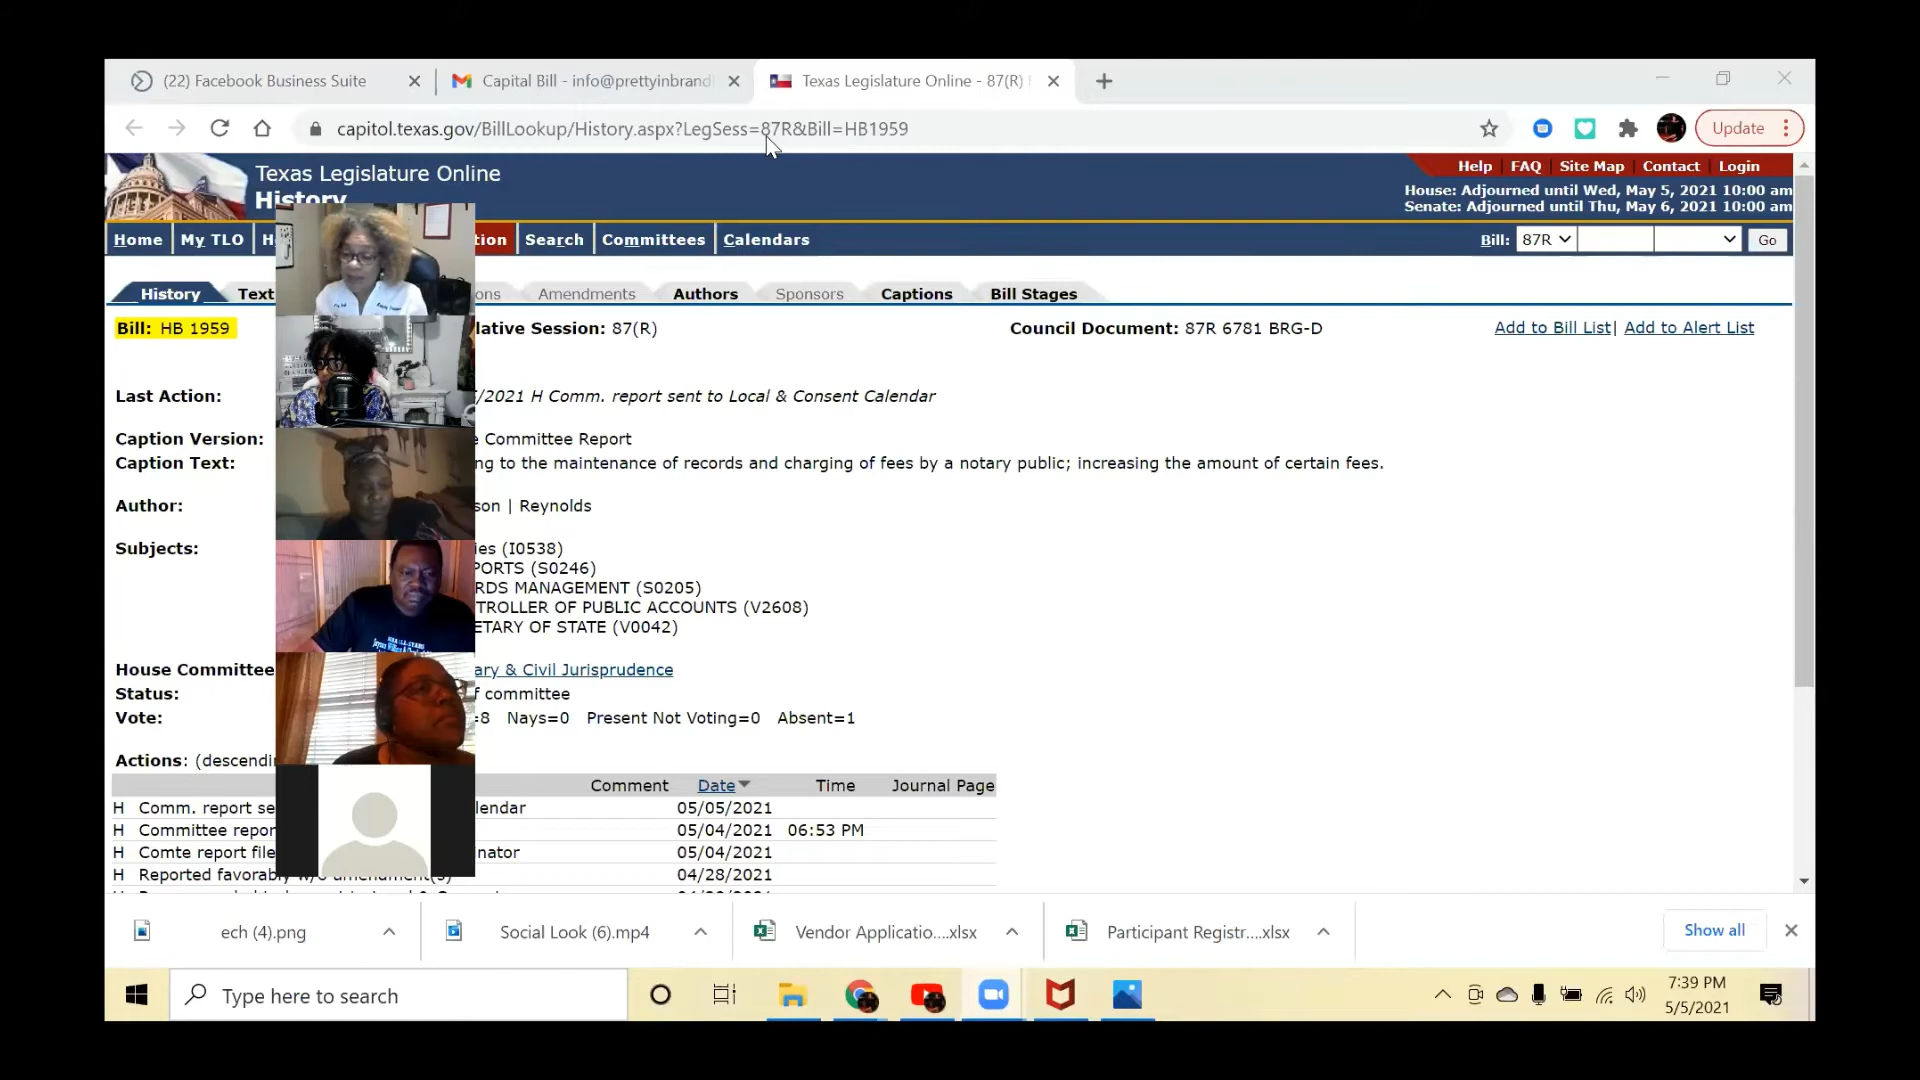 (22) Facebook Business Suite
Capital Bill - info@prettyinbrand
Texas Legislature Online - 87(R)
capitol.texas.gov/BillLookup/History.aspx?LegSess=87R&Bill=HB1959
Update
Texas Legislature Online
History
Help FAQ Site Map Contact Login
House: Adjourned until Wed, May 5, 2021 10:00 am
Senate: Adjourned until Thu, May 6, 2021 10:00 am
Home My TLO H tion Search Committees Calendars
Bill: 87R Go
History Text ons Amendments Authors Sponsors Captions Bill Stages
Bill: HB 1959 lative Session: 87(R) Council Document: 87R 6781 BRG-D Add to Bill List| Add to Alert List
Last Action: /2021 H Comm. report sent to Local & Consent Calendar
Caption Version: e Committee Report
Caption Text: ng to the maintenance of records and charging of fees by a notary public; increasing the amount of certain fees.
Author: son | Reynolds
Subjects: ies (I0538)
PORTS (S0246)
RDS MANAGEMENT (S0205)
TROLLER OF PUBLIC ACCOUNTS (V2608)
ETARY OF STATE (V0042)
House Committee ary & Civil Jurisprudence
Status: f committee
Vote: =8 Nays=0 Present Not Voting=0 Absent=1
Actions: (descendi
Comment Date Time Journal Page
H Comm. report se lendar 05/05/2021
H Committee repor 05/04/2021 06:53 PM
H Comte report file inator 05/04/2021
H Reported favorably w/o amendment(s) 04/28/2021
ech (4).png
Social Look (6).mp4
Vendor Applicatio....xlsx
Participant Registr....xlsx
Show all
Type here to search
7:39 PM
5/5/2021